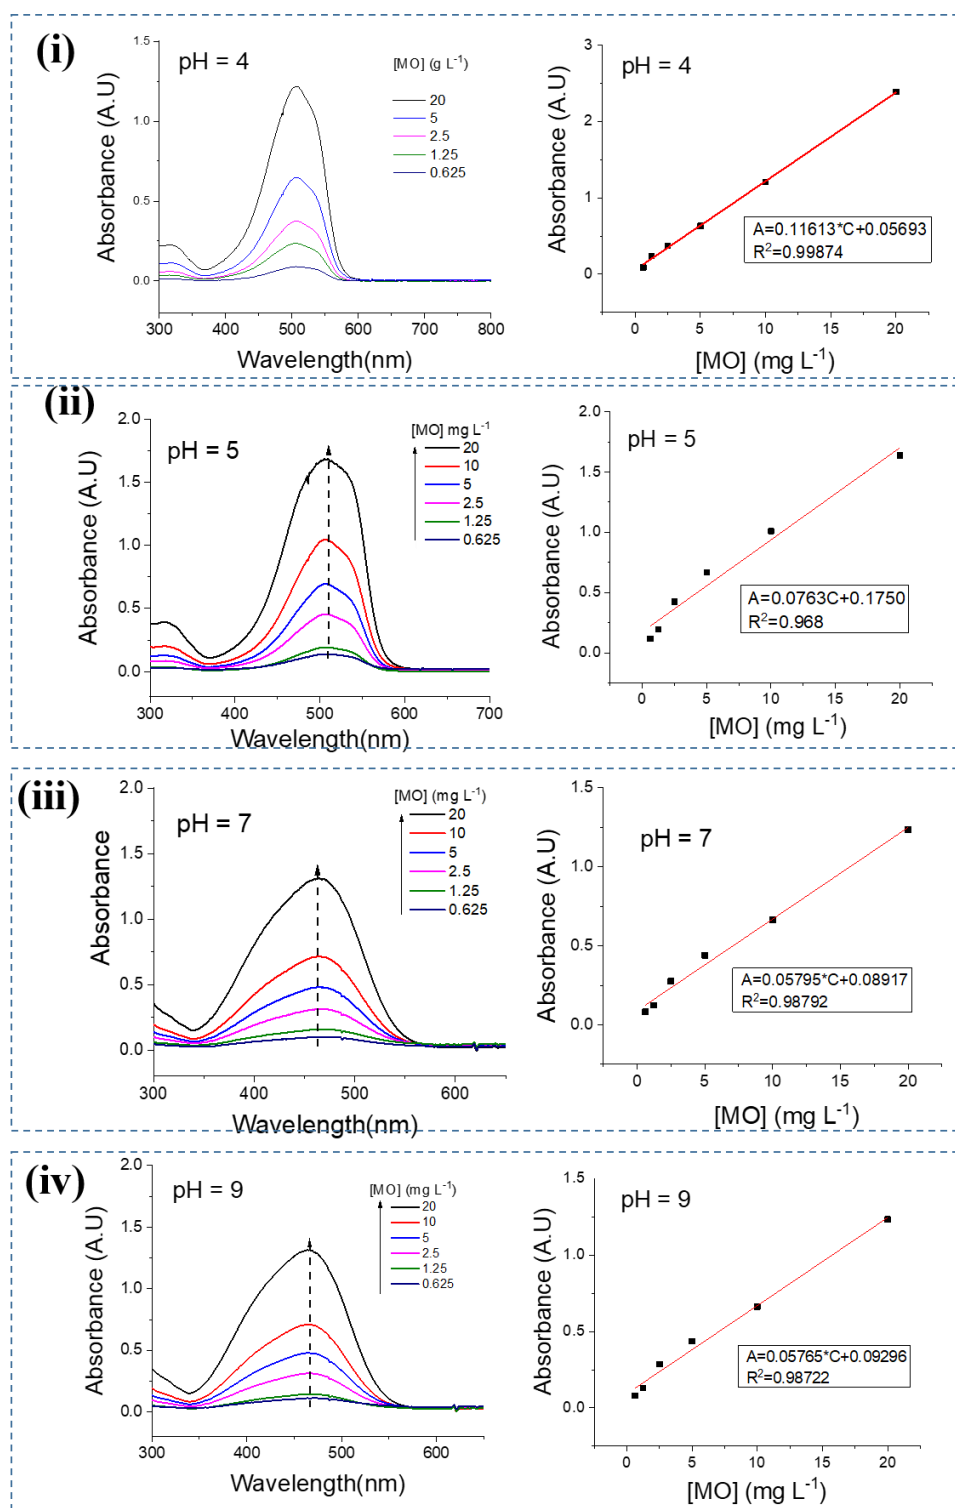 (i)
pH = 4
[MO] (g L⁻¹)
20
5
2.5
1.25
0.625
1.5
1.0
0.5
0.0
Absorbance (A.U)
300 400 500 600 700 800
Wavelength(nm)
pH = 4
3
2
1
0
Absorbance (A.U)
A=0.11613*C+0.05693
R²=0.99874
0 5 10 15 20
[MO] (mg L⁻¹)
(ii)
pH = 5
[MO] mg L⁻¹
20
10
5
2.5
1.25
0.625
2.0
1.5
1.0
0.5
0.0
Absorbance (A.U)
300 400 500 600 700
Wavelength(nm)
pH = 5
2.0
1.5
1.0
0.5
0.0
Absorbance (A.U)
A=0.0763C+0.1750
R²=0.968
0 5 10 15 20
[MO] (mg L⁻¹)
(iii)
pH = 7
[MO] (mg L⁻¹)
20
10
5
2.5
1.25
0.625
2.0
1.5
1.0
0.5
0.0
Absorbance
300 400 500 600
Wavelength(nm)
pH = 7
1.5
1.0
0.5
0.0
Absorbance (A.U)
A=0.05795*C+0.08917
R²=0.98792
0 5 10 15 20
[MO] (mg L⁻¹)
(iv)
pH = 9
[MO] (mg L⁻¹)
20
10
5
2.5
1.25
0.625
2.0
1.5
1.0
0.5
0.0
Absorbance (A.U)
300 400 500 600
Wavelength(nm)
pH = 9
1.5
1.0
0.5
0.0
Absorbance (A.U)
A=0.05765*C+0.09296
R²=0.98722
0 5 10 15 20
[MO] (mg L⁻¹)